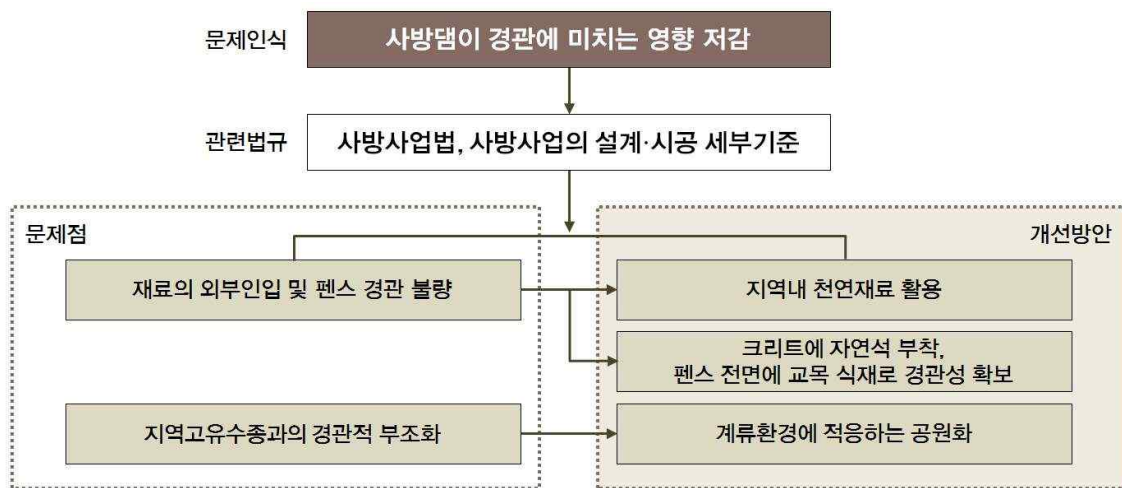 문제인식
사방댐이 경관에 미치는 영향 저감
관련법규
사방사업법, 사방사업의 설계·시공 세부기준
문제점
개선방안
재료의 외부인입 및 펜스 경관 불량
지역내 천연재료 활용
크리트에 자연석 부착,
펜스 전면에 교목 식재로 경관성 확보
지역고유수종과의 경관적 부조화
계류환경에 적응하는 공원화